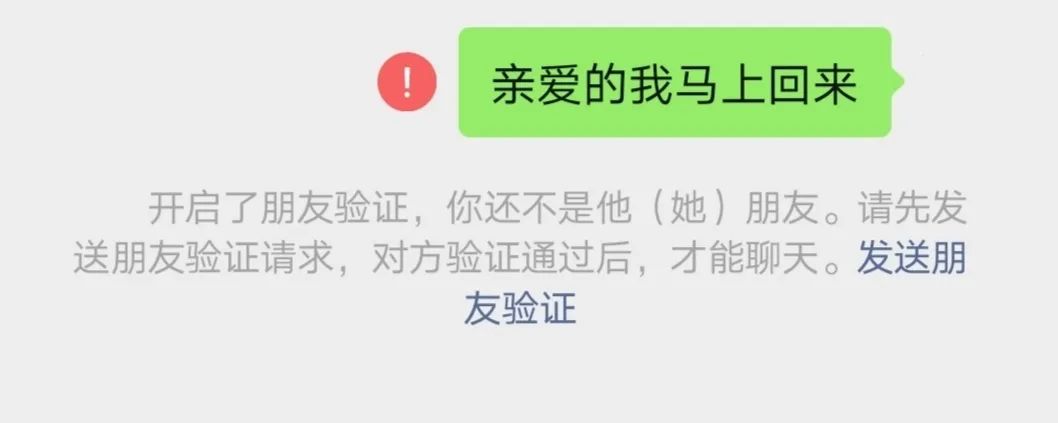 亲爱的我马上回来
开启了朋友验证，你还不是他（她）朋友。请先发
送朋友验证请求，对方验证通过后，才能聊天。发送朋
友验证